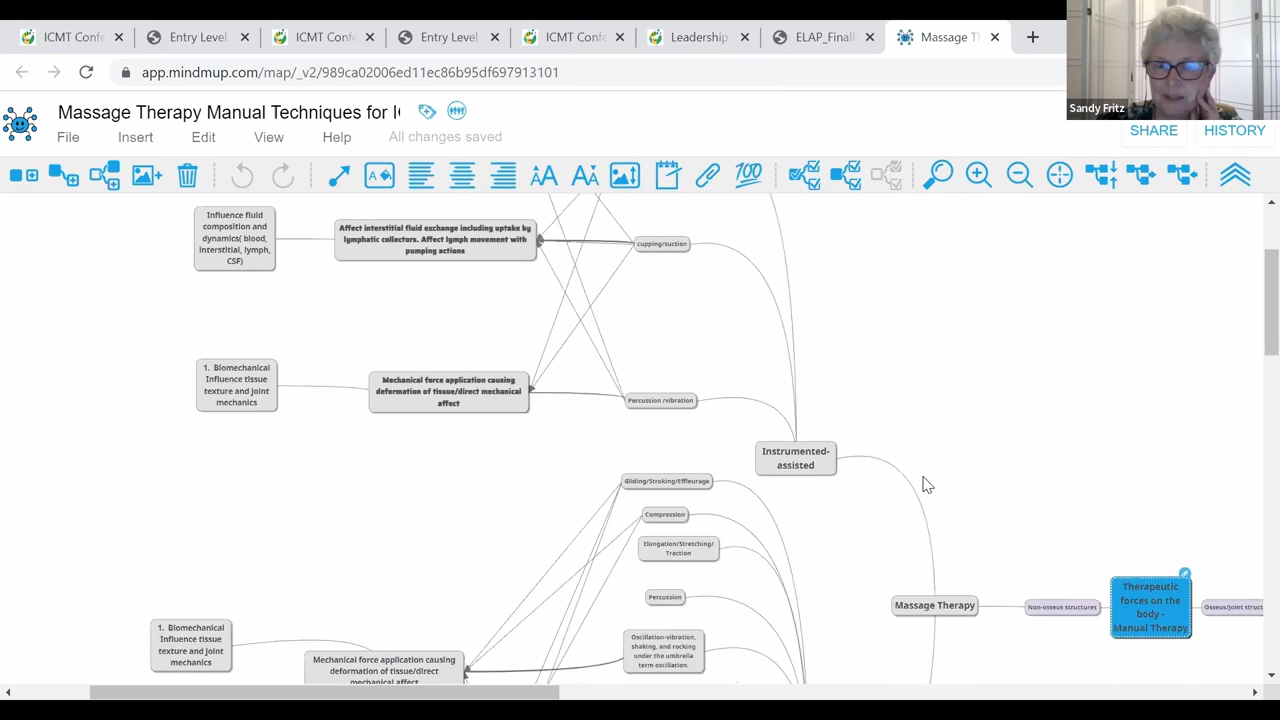 ICMT Confe
Entry Level
ICMT Confe
Entry Level
ICMT Confe
Leadership
ELAP_Finall
Massage Th
app.mindmup.com/map/_v2/989ca02006ed11ec86b95df697913101
Sandy Fritz
Massage Therapy Manual Techniques for IC
File
Insert
Edit
View
Help
All changes saved
SHARE
HISTORY
AA
AA
100
Influence fluid
composition and
dynamics( blood,
interstitial, lymph,
CSF)
Affect interstitial fluid exchange including uptake by
lymphatic collectors. Affect lymph movement with
pumping actions
cupping/suction
1. Biomechanical
Influence tissue
texture and joint
mechanics
Mechanical force application causing
deformation of tissue/direct mechanical
affect
Percussion /vibration
Instrumented-
assisted
Gliding/Stroking/Effleurage
Compression
Elongation/Stretching/
Traction
Percussion
Oscillation-vibration,
shaking, and rocking
under the umbrella
term oscillation.
1. Biomechanical
Influence tissue
texture and joint
mechanics
Mechanical force application causing
deformation of tissue/direct
mechanical affect
Massage Therapy
Non-osseus structures
Therapeutic
forces on the
body -
Manual Therapy
Osseus/joint struct